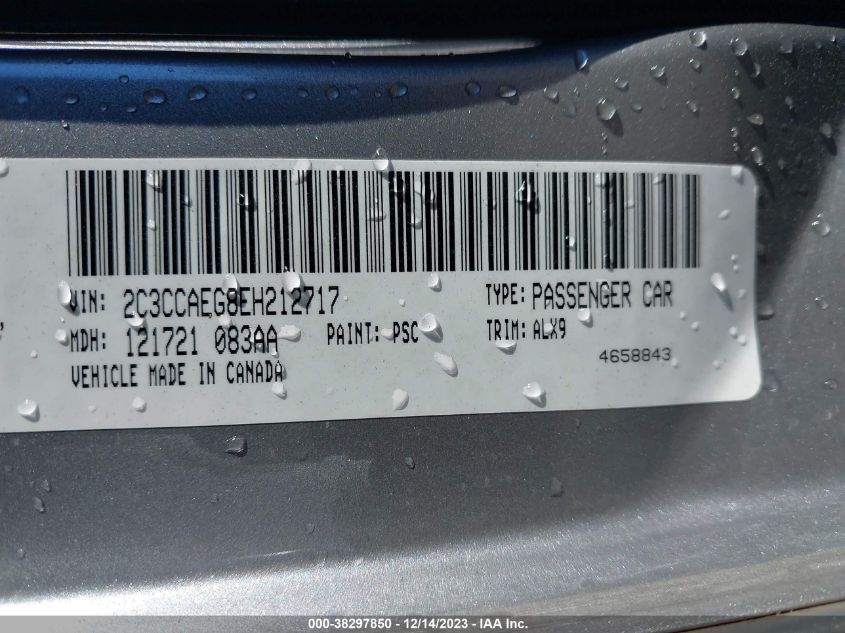 VIN: 2C3CCAEG8EH212717 TYPE: PASSENGER CAR
MDH: 121721 083AA PAINT: PSC TRIM: ALX9
4658843
VEHICLE MADE IN CANADA
000-38297850 - 12/14/2023 - IAA Inc.